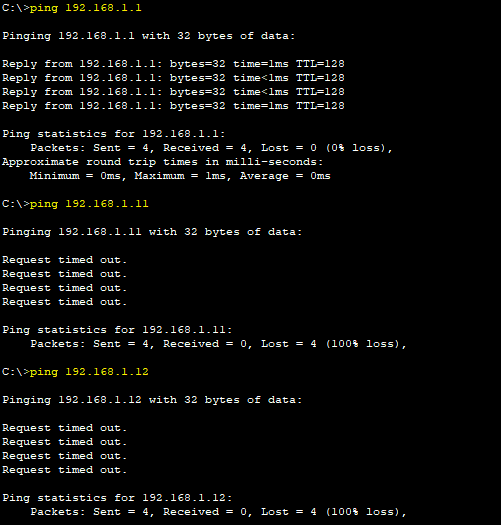 C:\>ping 192.168.1.1
Pinging 192.168.1.1 with 32 bytes of data:
Reply from 192.168.1.1: bytes=32 time=1ms TTL=128
Reply from 192.168.1.1: bytes=32 time<1ms TTL=128
Reply from 192.168.1.1: bytes=32 time<1ms TTL=128
Reply from 192.168.1.1: bytes=32 time=1ms TTL=128
Ping statistics for 192.168.1.1:
Packets: Sent = 4, Received = 4, Lost = 0 (0% loss),
Approximate round trip times in milli-seconds:
Minimum = 0ms, Maximum = 1ms, Average = 0ms
C:\>ping 192.168.1.11
Pinging 192.168.1.11 with 32 bytes of data:
Request timed out.
Request timed out.
Request timed out.
Request timed out.
Ping statistics for 192.168.1.11:
Packets: Sent = 4, Received = 0, Lost = 4 (100% loss),
C:\>ping 192.168.1.12
Pinging 192.168.1.12 with 32 bytes of data:
Request timed out.
Request timed out.
Request timed out.
Request timed out.
Ping statistics for 192.168.1.12:
Packets: Sent = 4, Received = 0, Lost = 4 (100% loss),